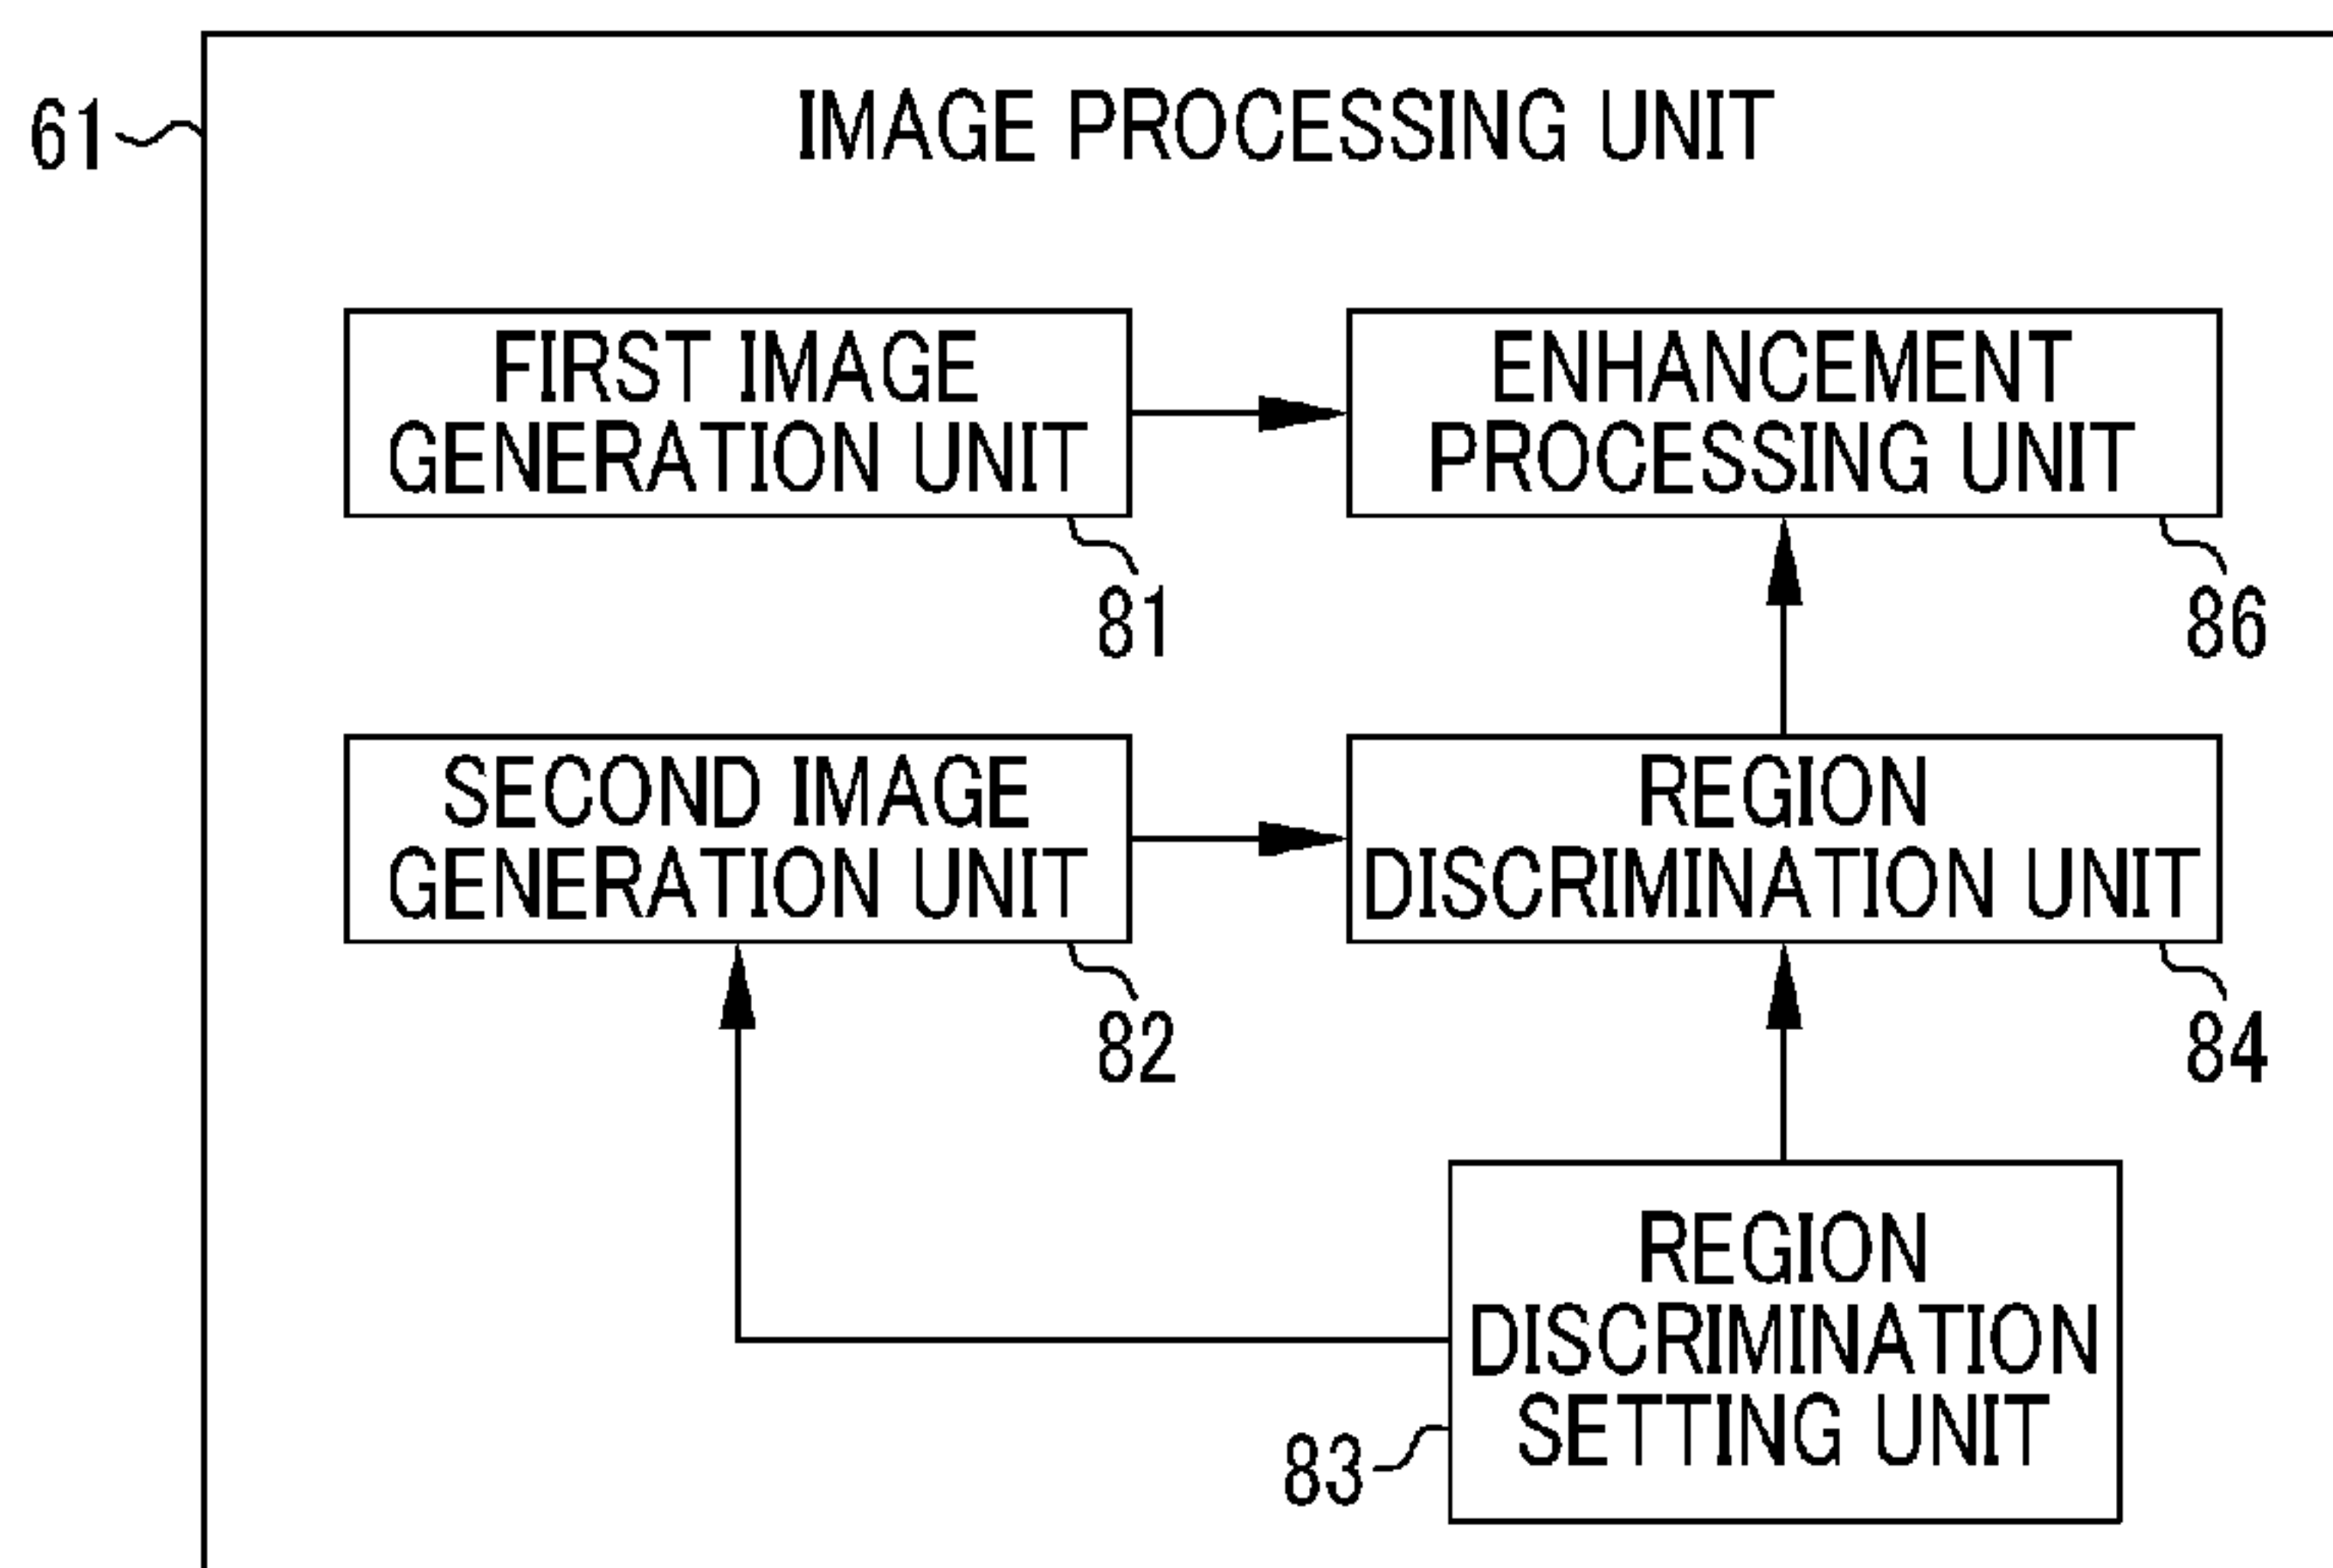 61
IMAGE PROCESSING UNIT
FIRST IMAGE
GENERATION UNIT
81
ENHANCEMENT
PROCESSING UNIT
86
SECOND IMAGE
GENERATION UNIT
82
REGION
DISCRIMINATION UNIT
84
REGION
DISCRIMINATION
SETTING UNIT
83